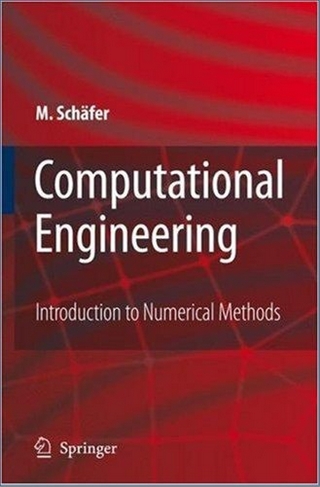 M. Schäfer
Computational
Engineering
Introduction to Numerical Methods
Springer